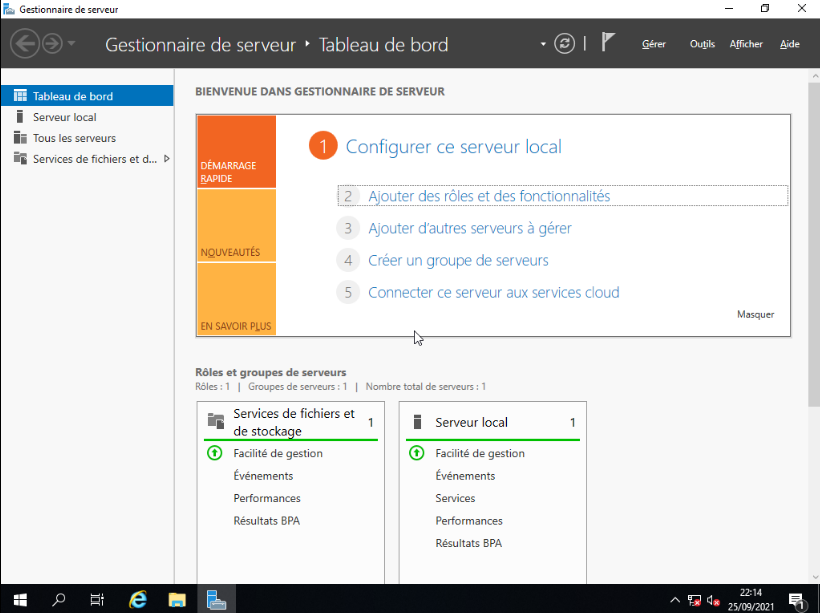 Gestionnaire de serveur
Gestionnaire de serveur ‣ Tableau de bord
Gérer Outils Afficher Aide
Tableau de bord
Serveur local
Tous les serveurs
Services de fichiers et d...
BIENVENUE DANS GESTIONNAIRE DE SERVEUR
DÉMARRAGE
RAPIDE
NOUVEAUTÉS
EN SAVOIR PLUS
1 Configurer ce serveur local
2 Ajouter des rôles et des fonctionnalités
3 Ajouter d’autres serveurs à gérer
4 Créer un groupe de serveurs
5 Connecter ce serveur aux services cloud
Masquer
Rôles et groupes de serveurs
Rôles : 1 | Groupes de serveurs : 1 | Nombre total de serveurs : 1
Services de fichiers et
de stockage 1
Facilité de gestion
Événements
Performances
Résultats BPA
Serveur local 1
Facilité de gestion
Événements
Services
Performances
Résultats BPA
22:14
25/09/2021
1